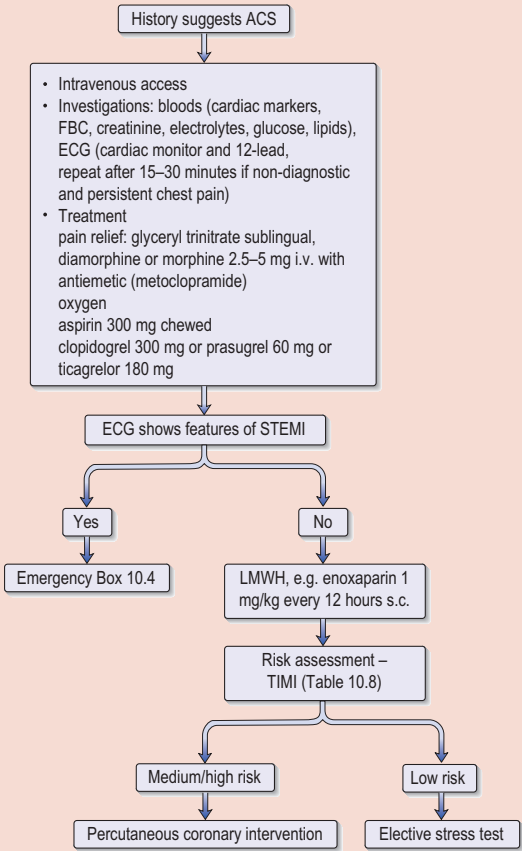 History suggests ACS
• Intravenous access
• Investigations: bloods (cardiac markers,
FBC, creatinine, electrolytes, glucose, lipids),
ECG (cardiac monitor and 12-lead,
repeat after 15–30 minutes if non-diagnostic
and persistent chest pain)
• Treatment
pain relief: glyceryl trinitrate sublingual,
diamorphine or morphine 2.5–5 mg i.v. with
antiemetic (metoclopramide)
oxygen
aspirin 300 mg chewed
clopidogrel 300 mg or prasugrel 60 mg or
ticagrelor 180 mg
ECG shows features of STEMI
Yes
No
Emergency Box 10.4
LMWH, e.g. enoxaparin 1
mg/kg every 12 hours s.c.
Risk assessment –
TIMI (Table 10.8)
Medium/high risk
Low risk
Percutaneous coronary intervention
Elective stress test